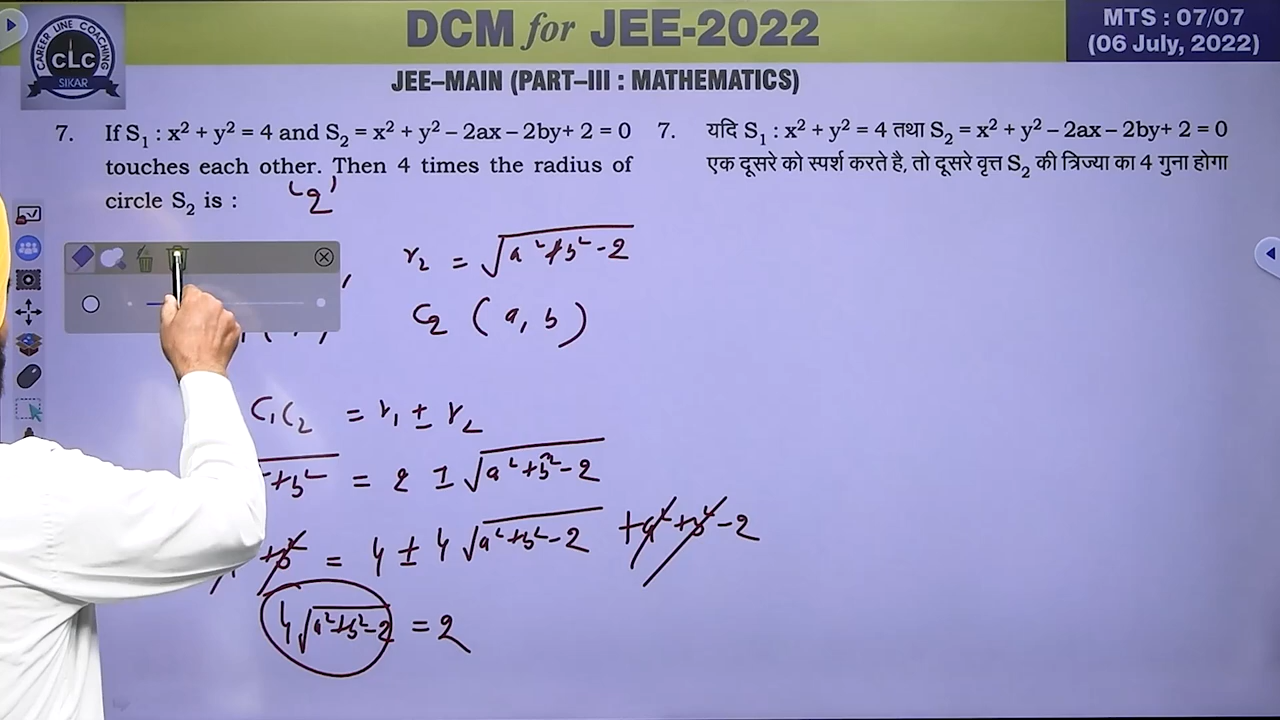 DCM for JEE-2022
MTS : 07/07
(06 July, 2022)
CAREER LINE COACHING
CLC
SIKAR
JEE–MAIN (PART–III : MATHEMATICS)
7. If S₁ : x² + y² = 4 and S₂ = x² + y² – 2ax – 2by+ 2 = 0
touches each other. Then 4 times the radius of
circle S₂ is :
7. यदि S₁ : x² + y² = 4 तथा S₂ = x² + y² – 2ax – 2by+ 2 = 0
एक दूसरे को स्पर्श करते है, तो दूसरे वृत्त S₂ की त्रिज्या का 4 गुना होगा
'2'
r₂ = √(a²+b²-2)
C₂ (a, b)
C₁C₂ = r₁ ± r₂
+b² = 2 ± √(a²+b²-2)
+b² = 4 ± 4√(a²+b²-2) +a²+b²-2
4√(a²+b²-2) = 2